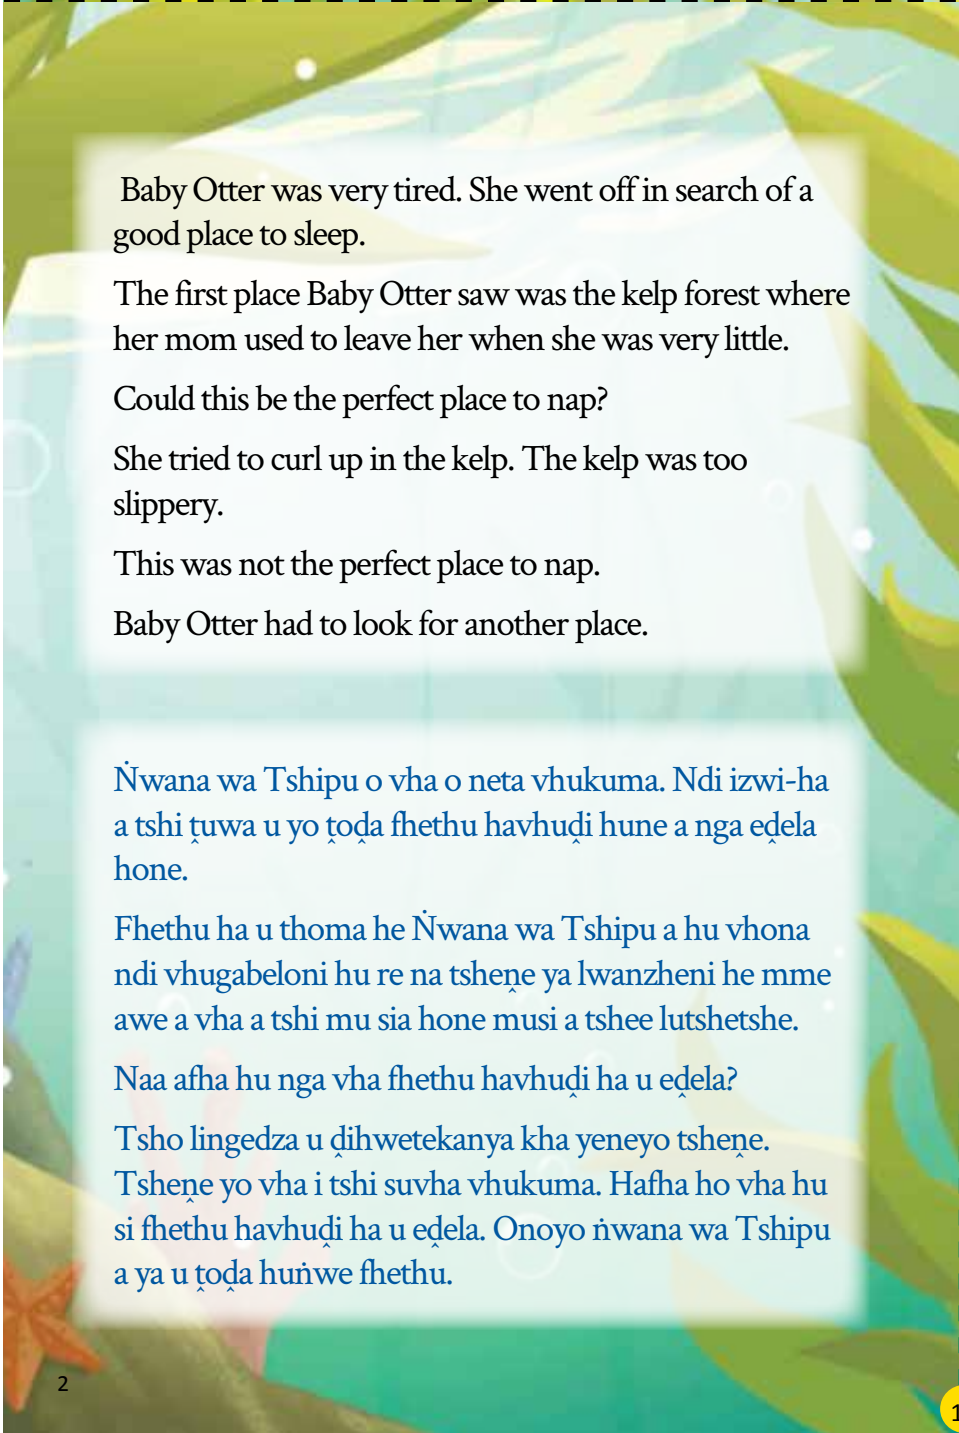 Baby Otter was very tired. She went off in search of a
good place to sleep.
The first place Baby Otter saw was the kelp forest where
her mom used to leave her when she was very little.
Could this be the perfect place to nap?
She tried to curl up in the kelp. The kelp was too
slippery.
This was not the perfect place to nap.
Baby Otter had to look for another place.
Ṅwana wa Tshipu o vha o neta vhukuma. Ndi izwi-ha
a tshi ṱuwa u yo ṱoḓa fhethu havhuḓi hune a nga eḓela
hone.
Fhethu ha u thoma he Ṅwana wa Tshipu a hu vhona
ndi vhugabeloni hu re na tsheṋe ya lwanzheni he mme
awe a vha a tshi mu sia hone musi a tshee lutshetshe.
Naa afha hu nga vha fhethu havhuḓi ha u eḓela?
Tsho lingedza u ḓihwetekanya kha yeneyo tsheṋe.
Tsheṋe yo vha i tshi suvha vhukuma. Hafha ho vha hu
si fhethu havhuḓi ha u eḓela. Onoyo ṅwana wa Tshipu
a ya u ṱoḓa huṅwe fhethu.
2
1